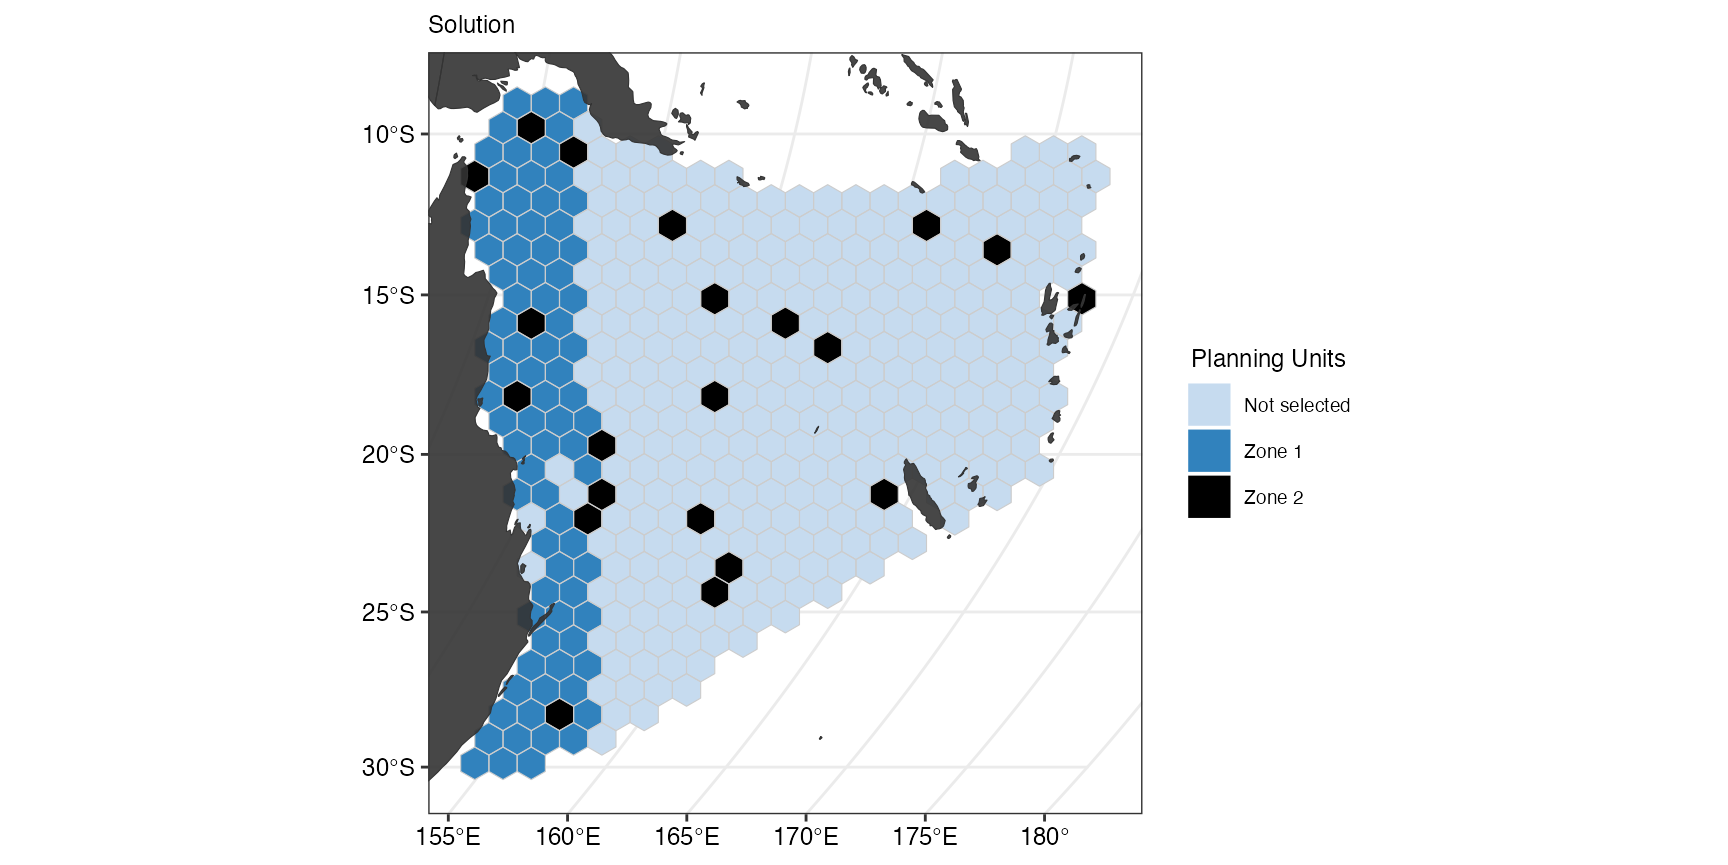 Solution
10°S
15°S
20°S
25°S
30°S
155°E 160°E 165°E 170°E 175°E 180°
Planning Units
Not selected
Zone 1
Zone 2